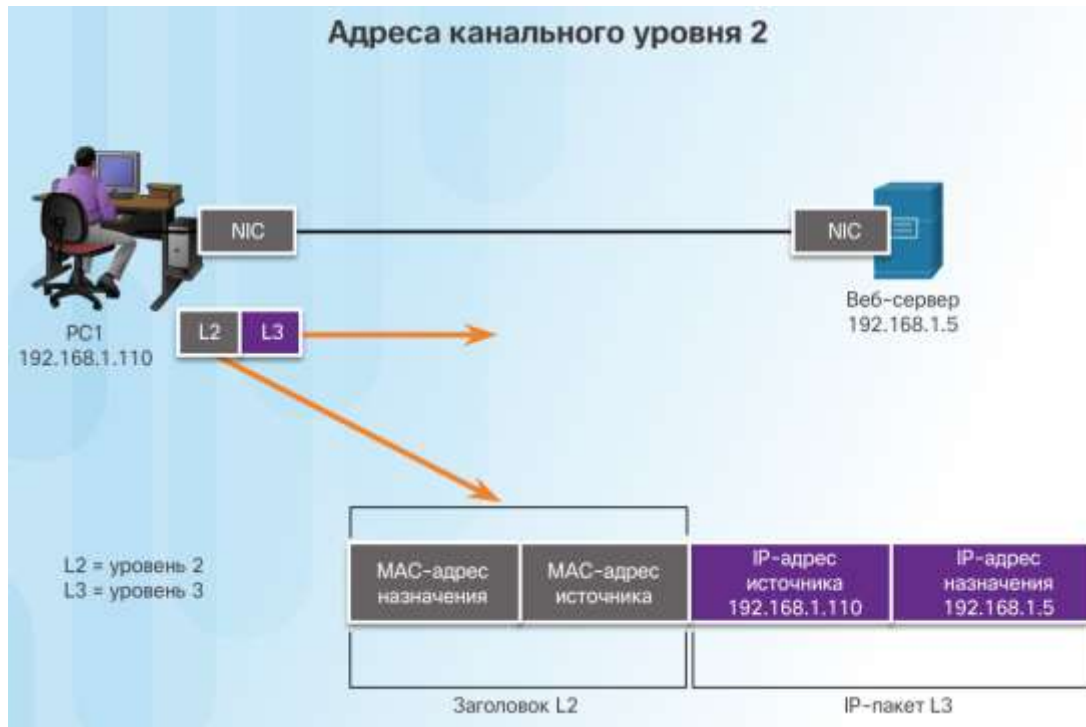 Адреса канального уровня 2
NIC
NIC
PC1
192.168.1.110
L2
L3
Веб-сервер
192.168.1.5
L2 = уровень 2
L3 = уровень 3
MAC-адрес
назначения
MAC-адрес
источника
IP-адрес
источника
192.168.1.110
IP-адрес
назначения
192.168.1.5
Заголовок L2
IP-пакет L3